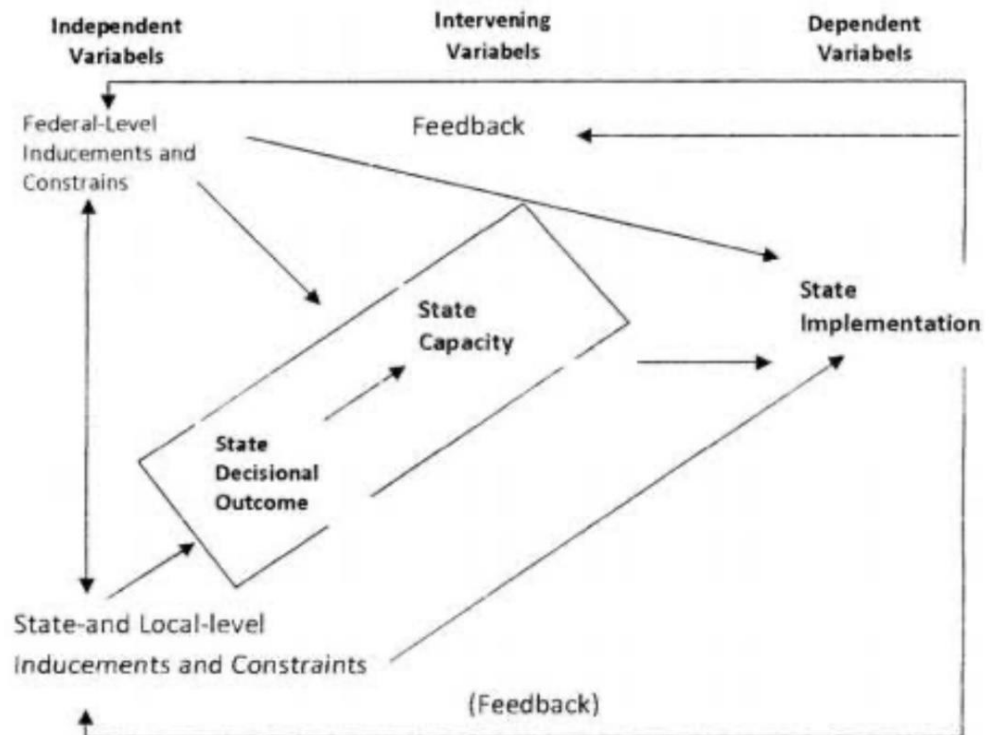 Independent
Variabels
Intervening
Variabels
Dependent
Variabels
Federal-Level
Inducements and
Constrains
Feedback
State
Capacity
State
Implementation
State
Decisional
Outcome
State-and Local-level
Inducements and Constraints
(Feedback)